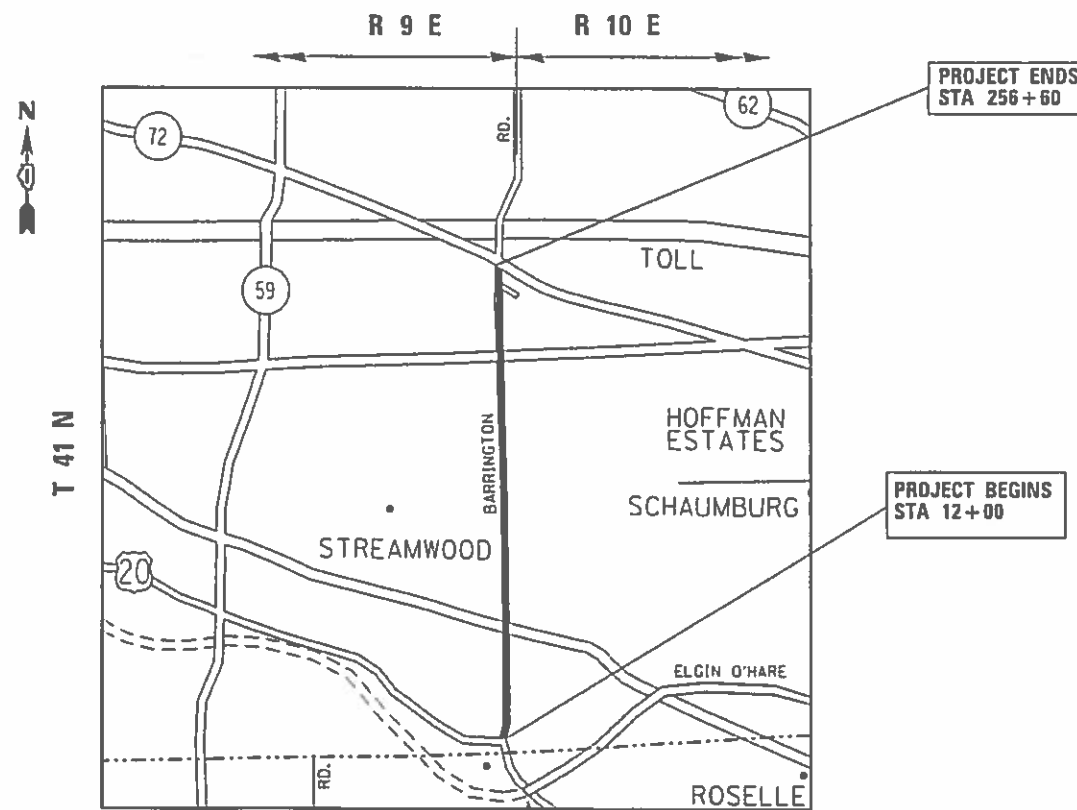 R 9 E
R 10 E
PROJECT ENDS
STA 256+60
N
72
62
RD.
TOLL
59
T 41 N
HOFFMAN
ESTATES
BARRINGTON
SCHAUMBURG
PROJECT BEGINS
STA 12+00
STREAMWOOD
20
ELGIN O'HARE
RD.
ROSELLE